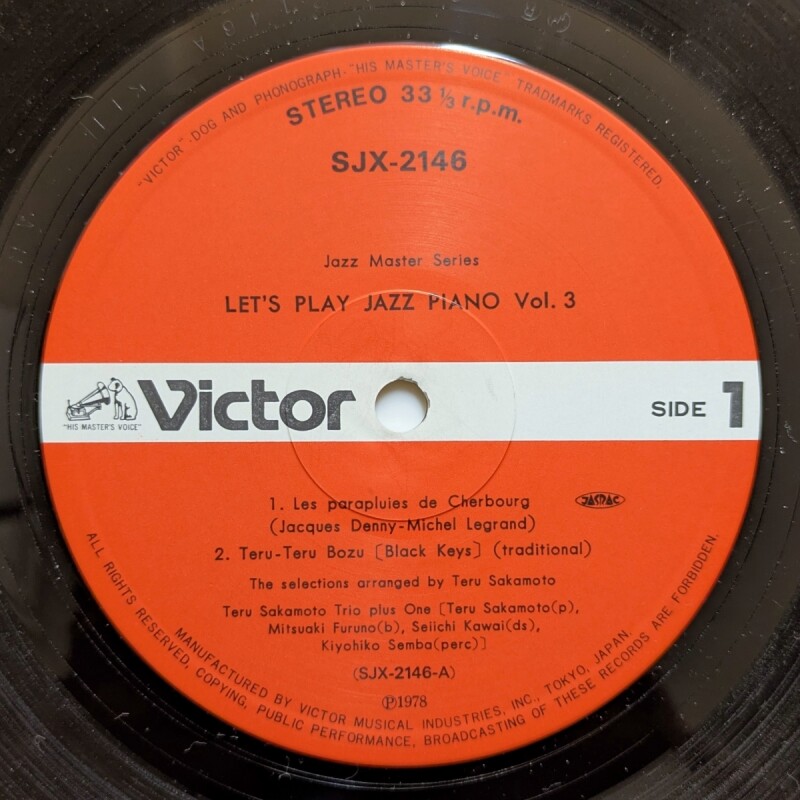 "VICTOR"·DOG AND PHONOGRAPH·"HIS MASTER'S VOICE" TRADMARKS REGISTERED.
STEREO 33 1/3 r.p.m.
SJX-2146
Jazz Master Series
LET'S PLAY JAZZ PIANO Vol. 3
"HIS MASTER'S VOICE"
Victor
SIDE 1
1. Les parapluies de Cherbourg
JASRAC
(Jacques Denny-Michel Legrand)
2. Teru-Teru Bozu [Black Keys] (traditional)
The selections arranged by Teru Sakamoto
Teru Sakamoto Trio plus One [Teru Sakamoto(p),
Mitsuaki Furuno(b), Seiichi Kawai(ds),
Kiyohiko Semba(perc)]
(SJX-2146-A)
Ⓟ1978
MANUFACTURED BY VICTOR MUSICAL INDUSTRIES, INC., TOKYO, JAPAN.
ALL RIGHTS RESERVED, COPYING, PUBLIC PERFORMANCE, BROADCASTING OF THESE RECORDS ARE FORBIDDEN.